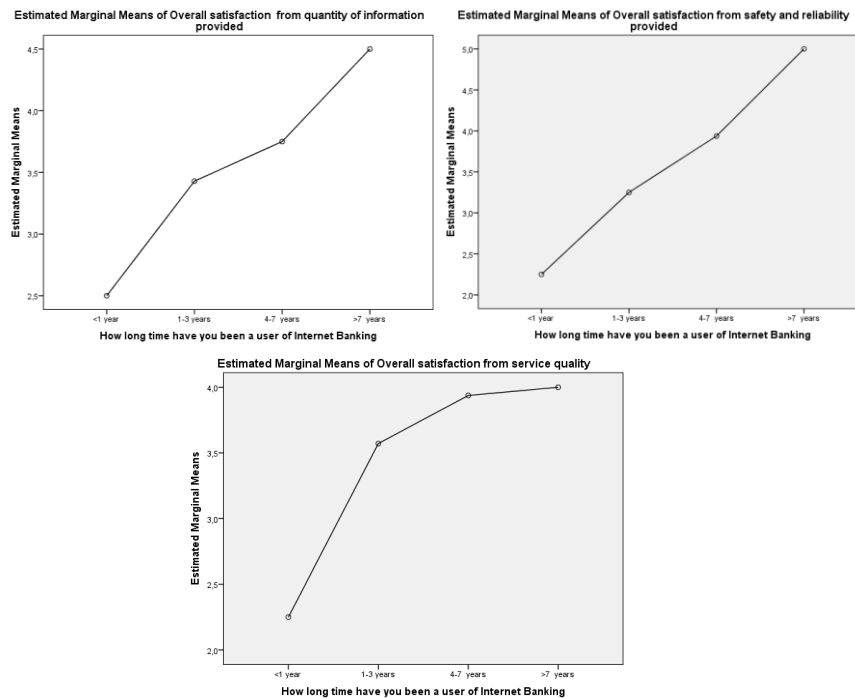 Estimated Marginal Means of Overall satisfaction from quantity of information
provided
4,5
4,0
3,5
3,0
2,5
Estimated Marginal Means
<1 year
1-3 years
4-7 years
>7 years
How long time have you been a user of Internet Banking
Estimated Marginal Means of Overall satisfaction from safety and reliability
provided
5,0
4,5
4,0
3,5
3,0
2,5
2,0
Estimated Marginal Means
<1 year
1-3 years
4-7 years
>7 years
How long time have you been a user of Internet Banking
Estimated Marginal Means of Overall satisfaction from service quality
4,0
3,5
3,0
2,5
2,0
Estimated Marginal Means
<1 year
1-3 years
4-7 years
>7 years
How long time have you been a user of Internet Banking